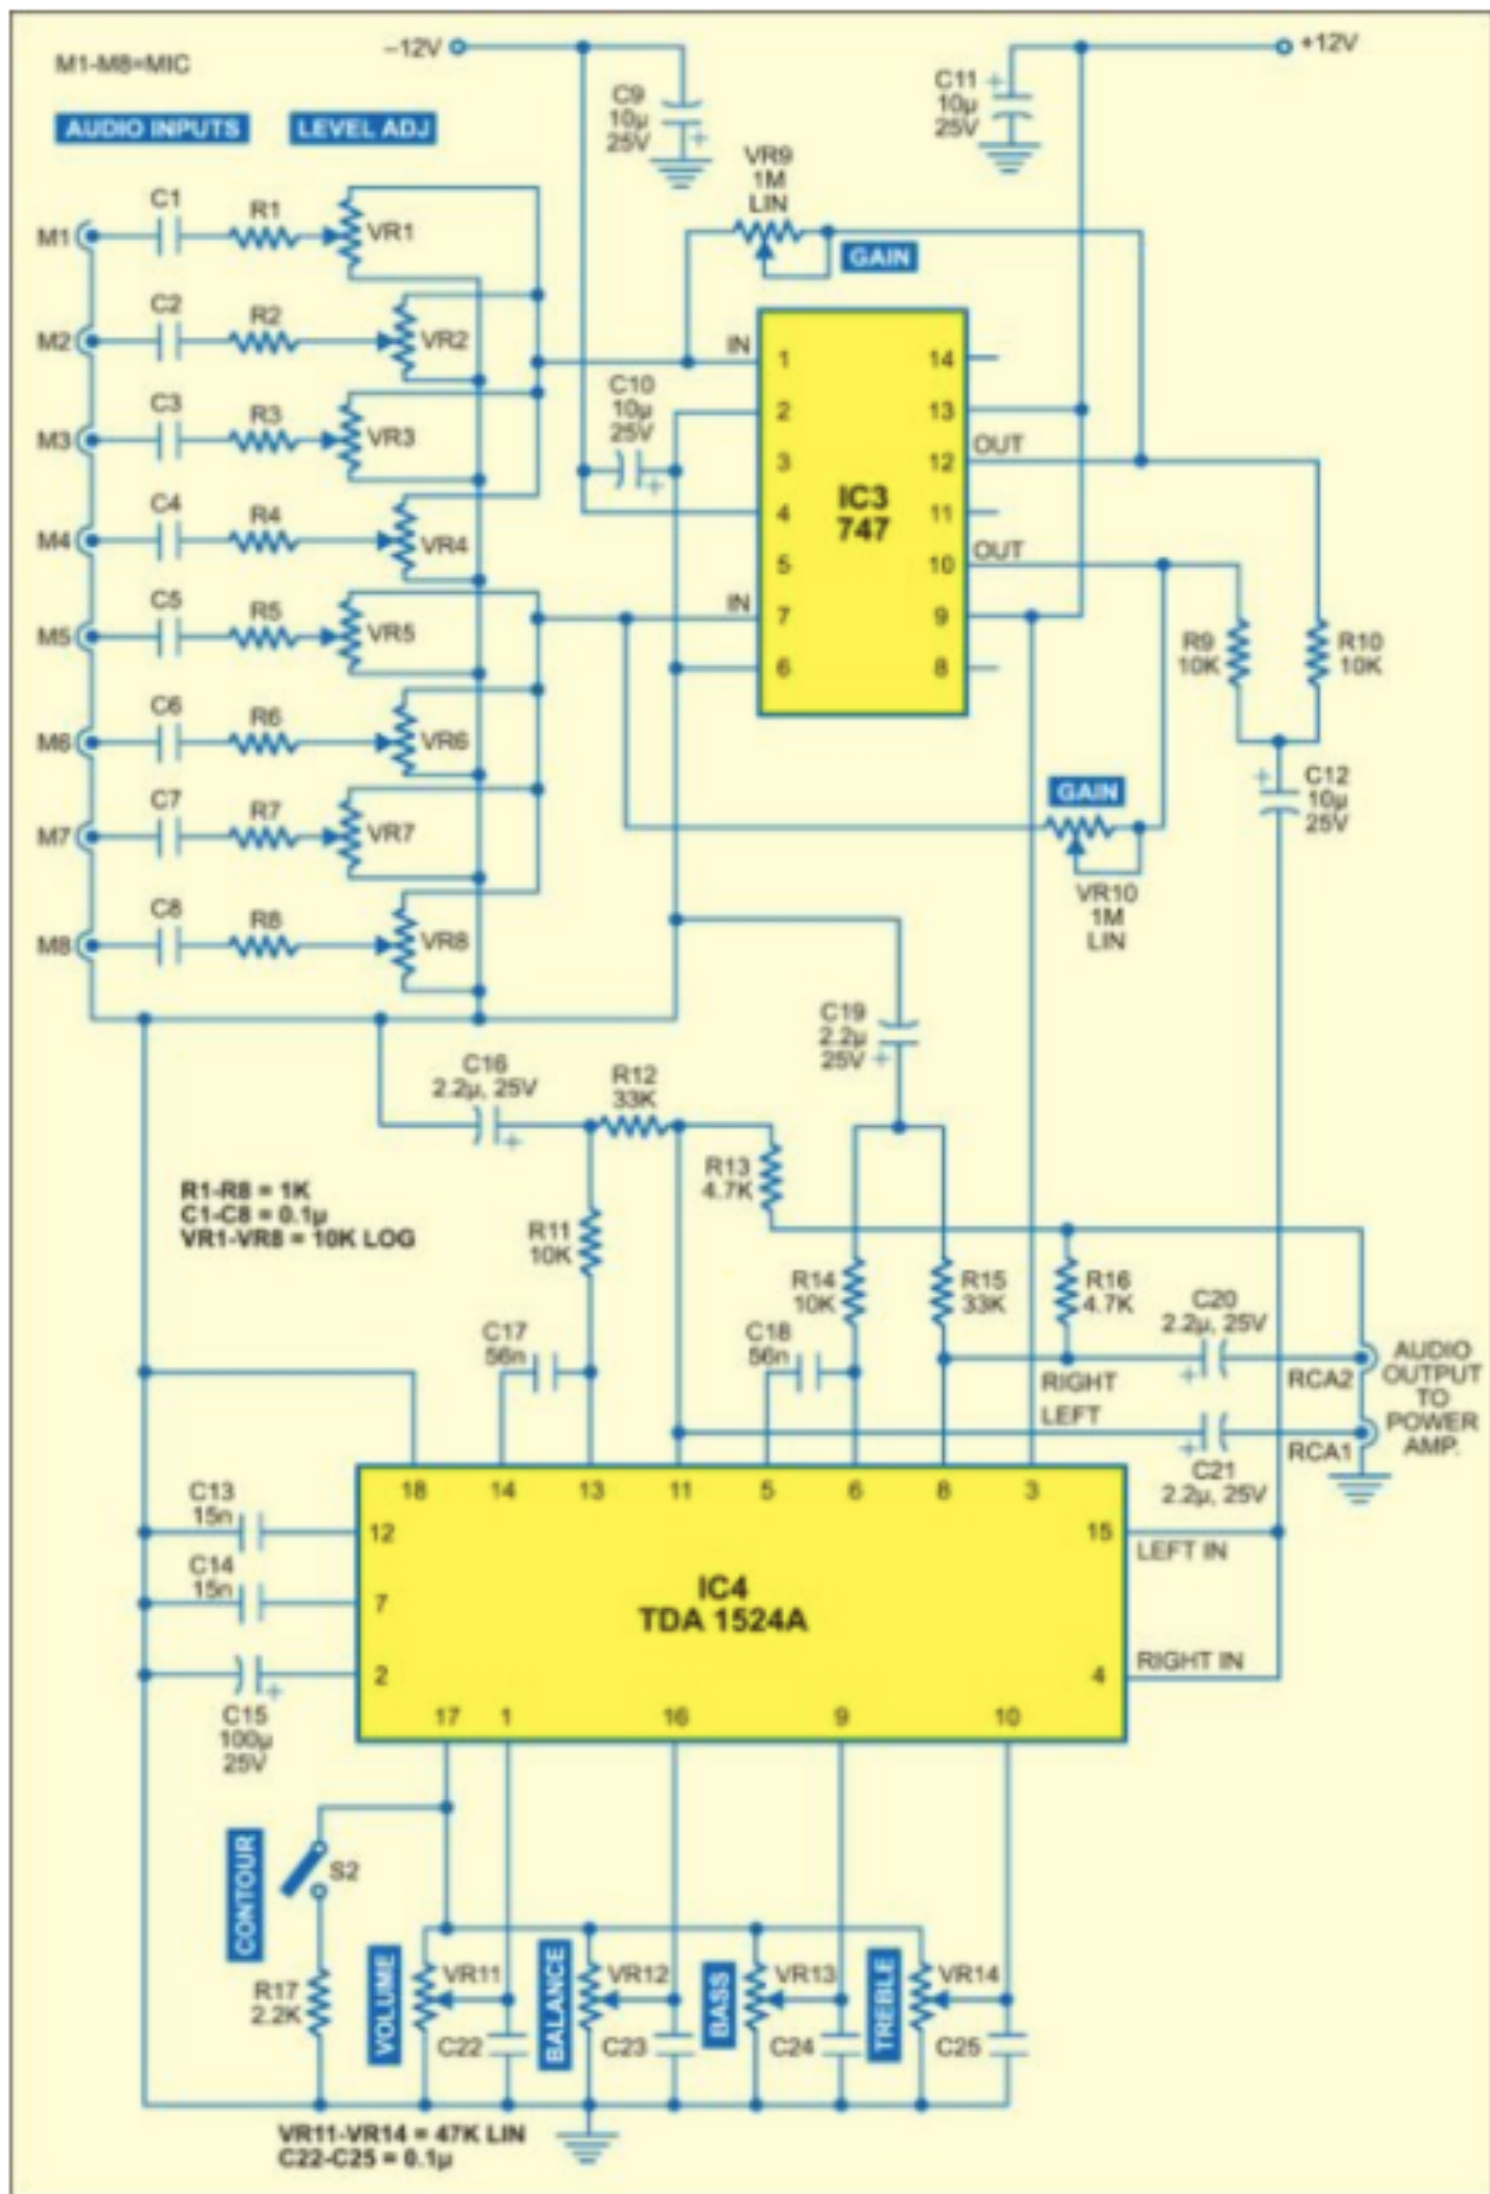 M1-M8=MIC
–12V
+12V
AUDIO INPUTS
LEVEL ADJ
C9
10µ
25V
C11
10µ
25V
VR9
1M
LIN
GAIN
M1
C1
R1
VR1
M2
C2
R2
VR2
M3
C3
R3
VR3
M4
C4
R4
VR4
M5
C5
R5
VR5
M6
C6
R6
VR6
M7
C7
R7
VR7
M8
C8
R8
VR8
C10
10µ
25V
IN
IN
1
2
3
4
5
7
6
IC3
747
14
13
12
11
10
9
8
OUT
OUT
R9
10K
R10
10K
GAIN
VR10
1M
LIN
C12
10µ
25V
C19
2.2µ
25V
C16
2.2µ, 25V
R12
33K
R13
4.7K
R1-R8 = 1K
C1-C8 = 0.1µ
VR1-VR8 = 10K LOG
R11
10K
R14
10K
R15
33K
R16
4.7K
C17
56n
C18
56n
C20
2.2µ, 25V
RIGHT
LEFT
RCA2
RCA1
AUDIO
OUTPUT
TO
POWER
AMP.
C21
2.2µ, 25V
18 14 13 11 5 6 8 3
C13
15n
12
C14
15n
7
2
C15
100µ
25V
IC4
TDA 1524A
15
LEFT IN
4
RIGHT IN
17 1 16 9 10
CONTOUR
S2
R17
2.2K
VOLUME
VR11
C22
BALANCE
VR12
C23
BASS
VR13
C24
TREBLE
VR14
C25
VR11-VR14 = 47K LIN
C22-C25 = 0.1µ